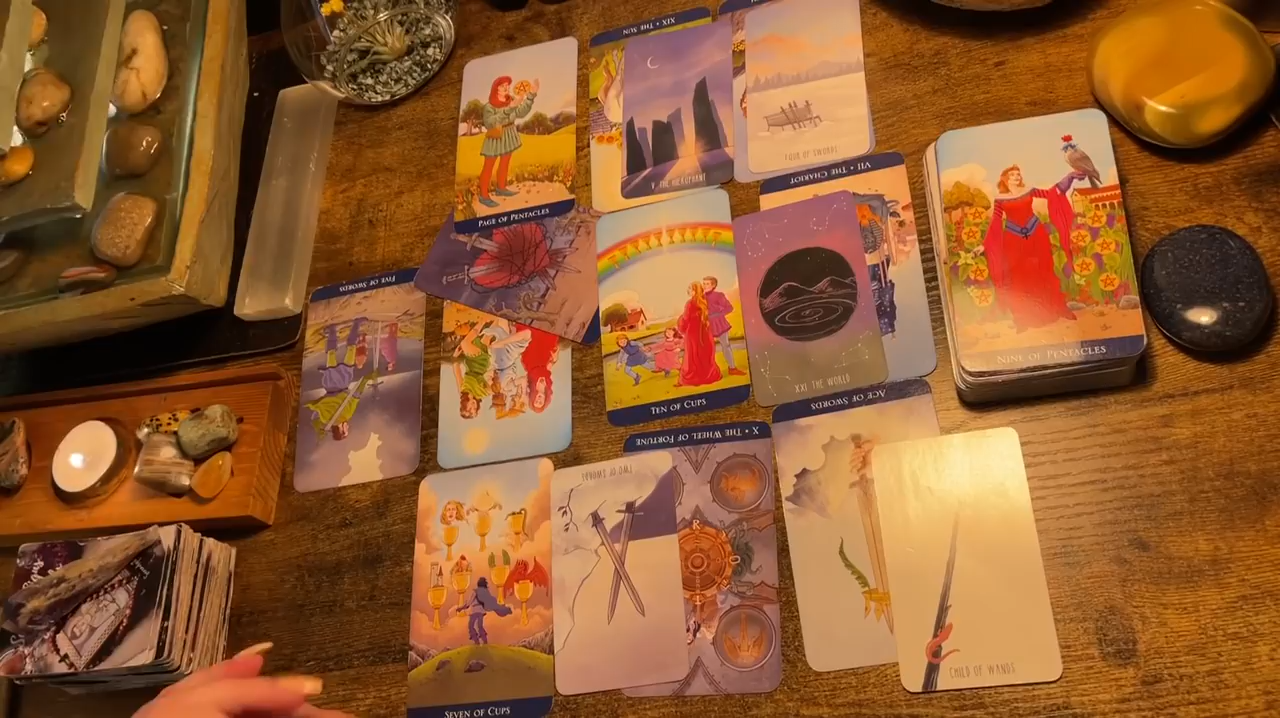 XIX • THE SUN
V. THE HIEROPHANT
FOUR OF SWORDS
PAGE OF PENTACLES
VII • THE CHARIOT
NINE OF PENTACLES
FIVE OF SWORDS
TEN OF CUPS
XXI THE WORLD
ACE OF SWORDS
X • THE WHEEL OF FORTUNE
TWO OF SWORDS
R
CHILD OF WANDS
SEVEN OF CUPS